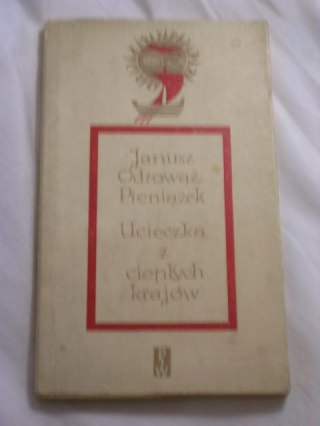 Janusz
Odrowąż-
Pieniążek
Ucieczka
z
ciepłych
krajów